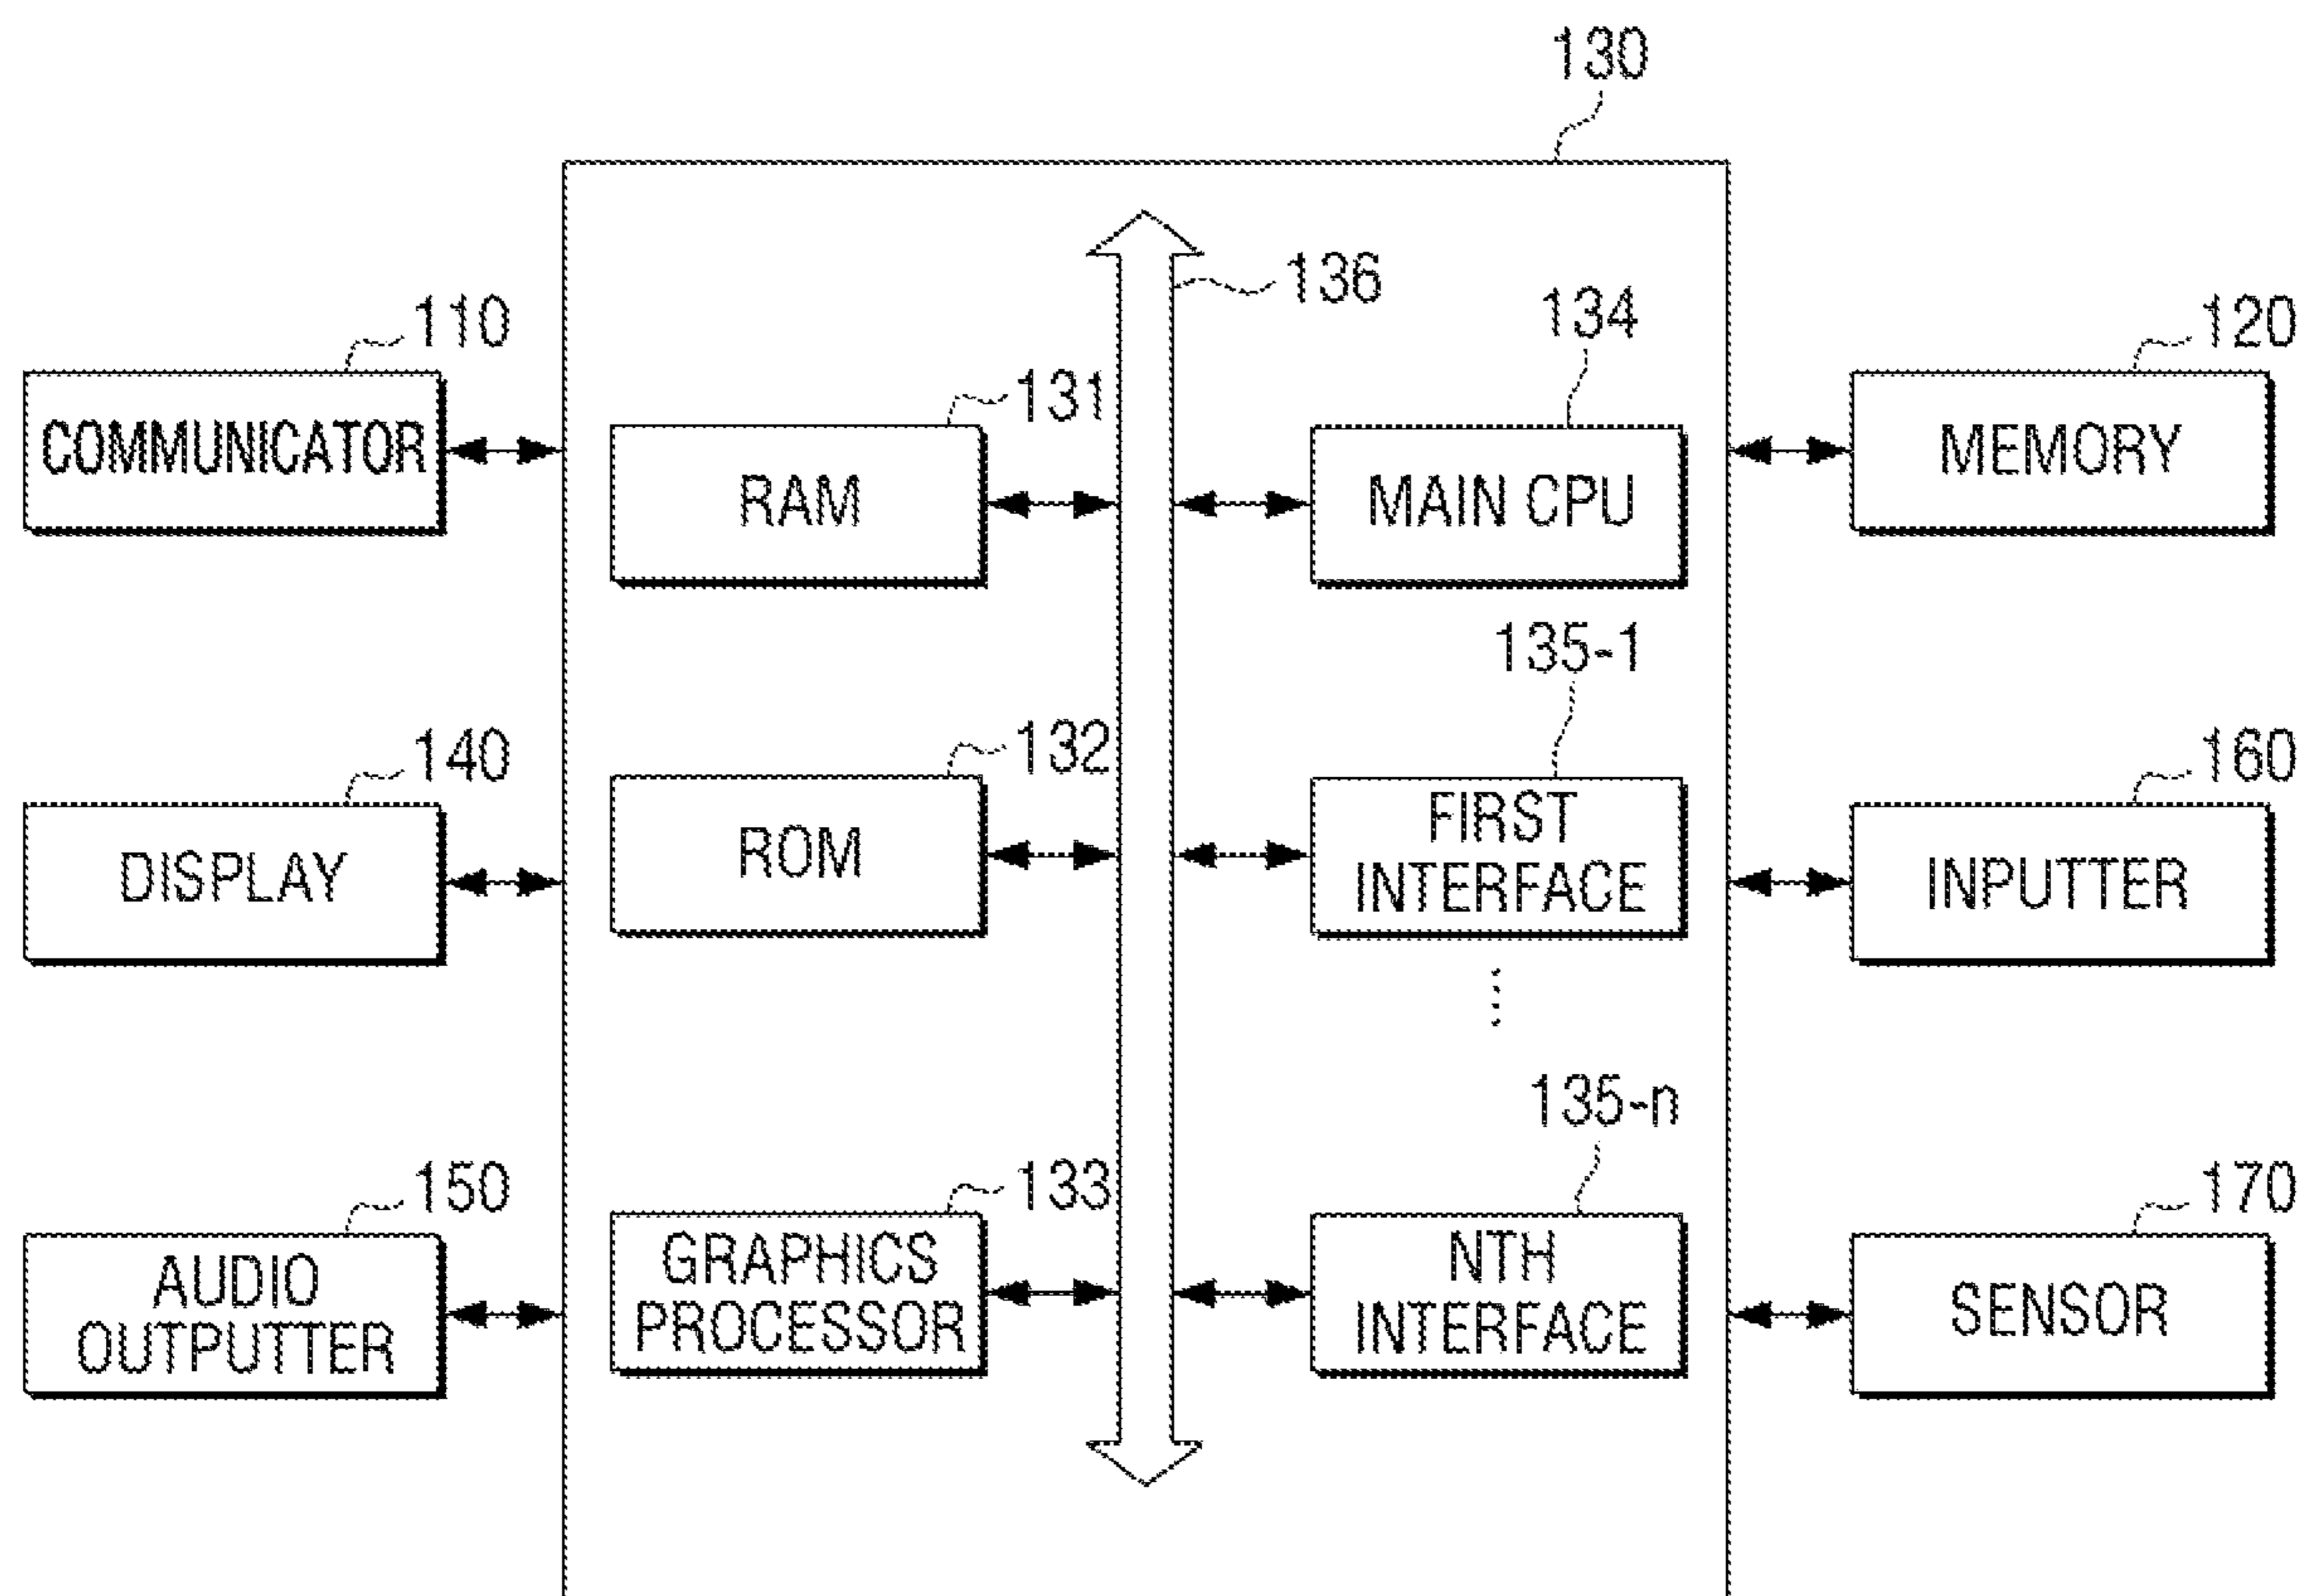 130
136
110
134
120
131
COMMUNICATOR
MEMORY
RAM
MAIN CPU
135-1
140
132
160
DISPLAY
ROM
FIRST
INTERFACE
INPUTTER
135-n
150
133
170
AUDIO
OUTPUTTER
GRAPHICS
PROCESSOR
NTH
INTERFACE
SENSOR